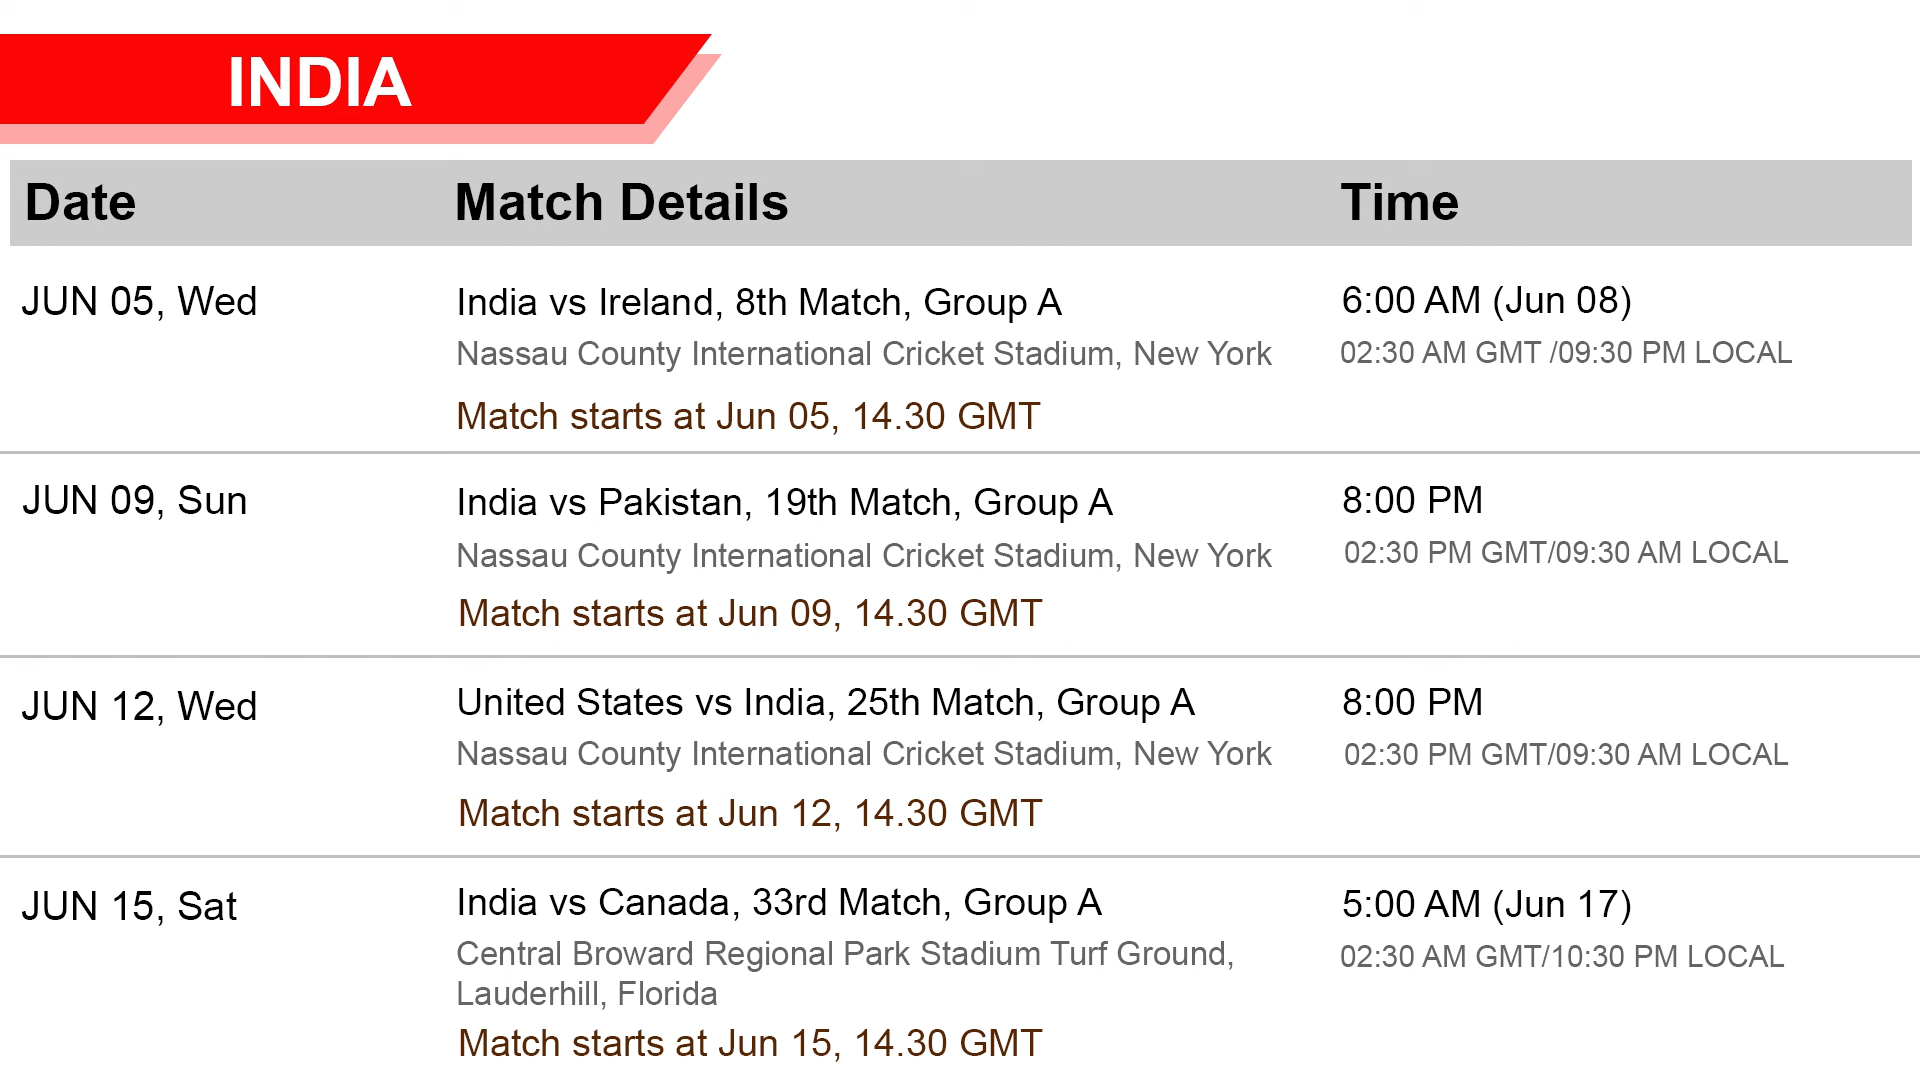 INDIA
Date Match Details Time
JUN 05, Wed India vs Ireland, 8th Match, Group A 6:00 AM (Jun 08)
Nassau County International Cricket Stadium, New York 02:30 AM GMT /09:30 PM LOCAL
Match starts at Jun 05, 14.30 GMT
JUN 09, Sun India vs Pakistan, 19th Match, Group A 8:00 PM
Nassau County International Cricket Stadium, New York 02:30 PM GMT/09:30 AM LOCAL
Match starts at Jun 09, 14.30 GMT
JUN 12, Wed United States vs India, 25th Match, Group A 8:00 PM
Nassau County International Cricket Stadium, New York 02:30 PM GMT/09:30 AM LOCAL
Match starts at Jun 12, 14.30 GMT
JUN 15, Sat India vs Canada, 33rd Match, Group A 5:00 AM (Jun 17)
Central Broward Regional Park Stadium Turf Ground, 02:30 AM GMT/10:30 PM LOCAL
Lauderhill, Florida
Match starts at Jun 15, 14.30 GMT